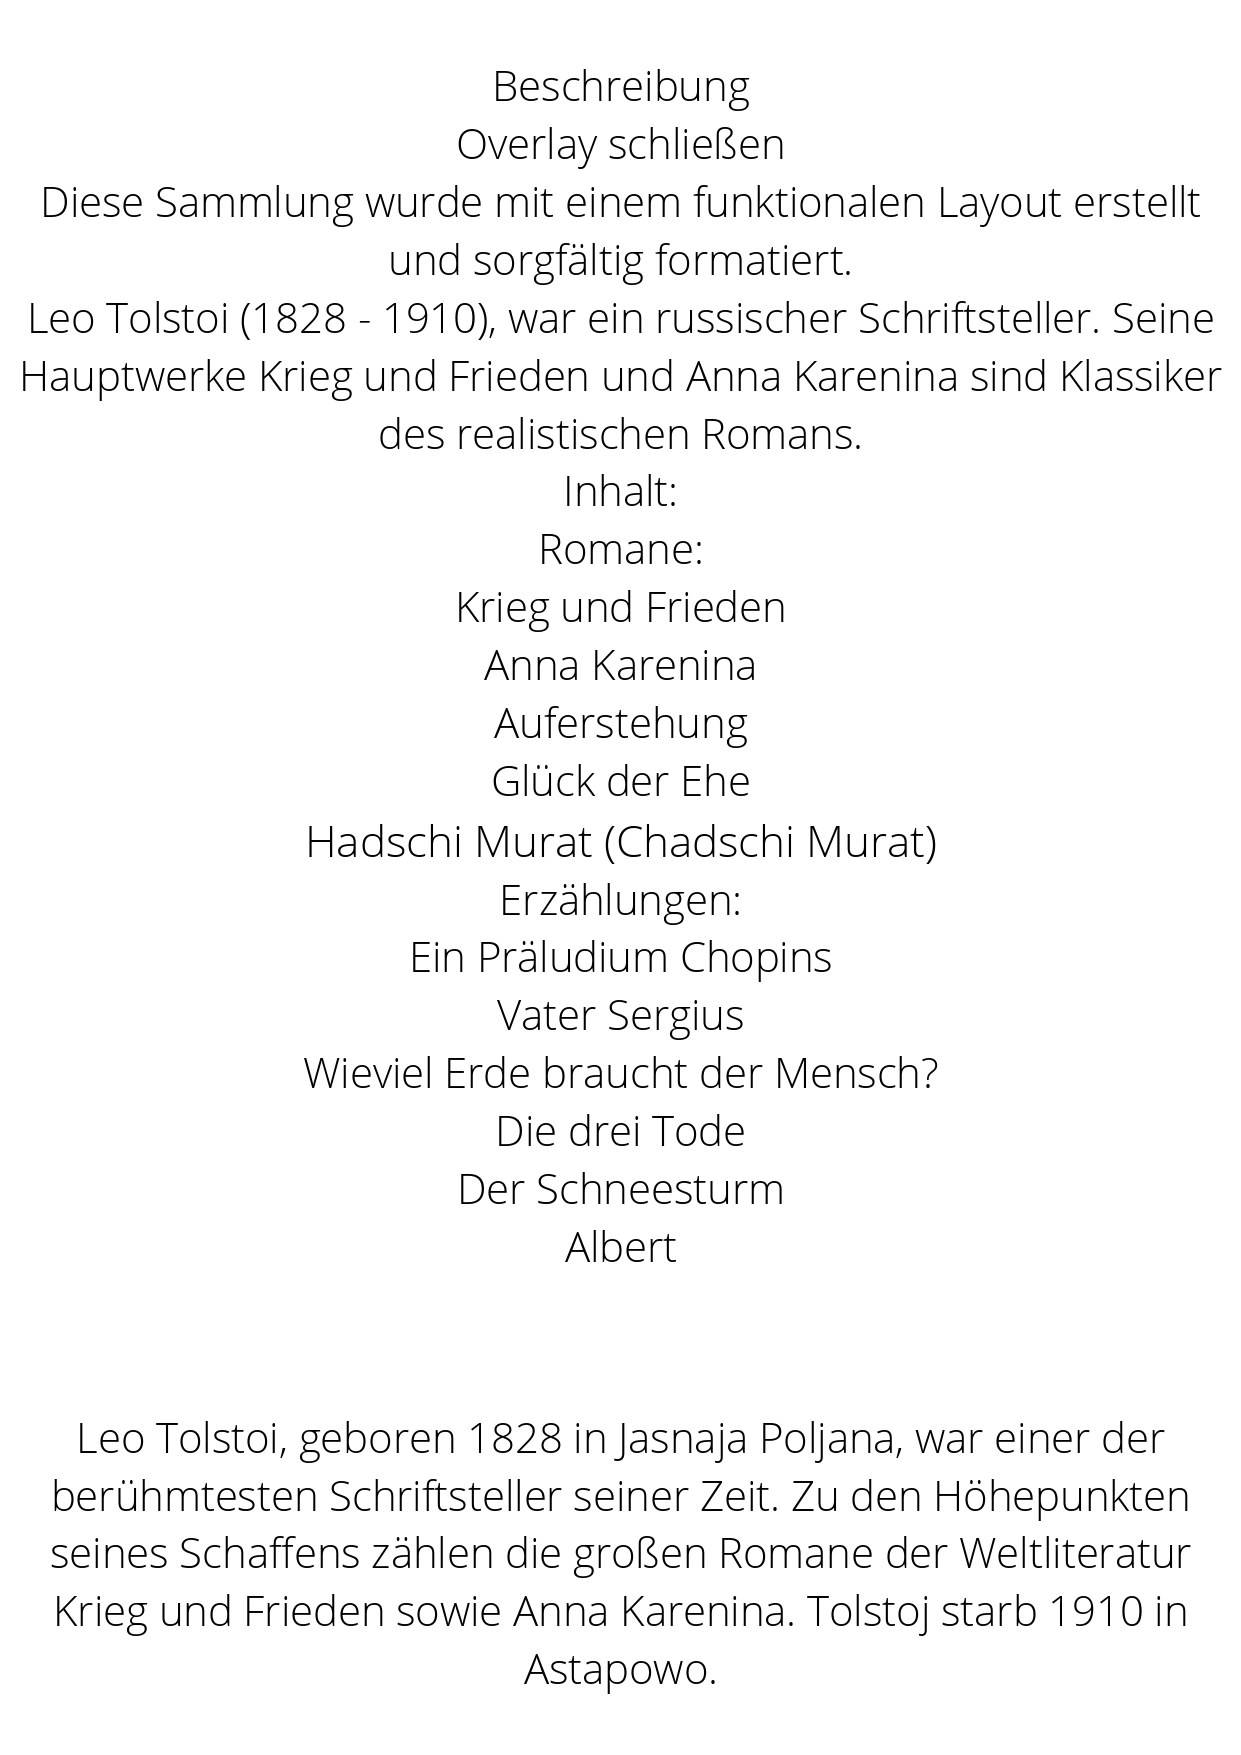 Beschreibung
Overlay schließen
Diese Sammlung wurde mit einem funktionalen Layout erstellt
und sorgfältig formatiert.
Leo Tolstoi (1828 - 1910), war ein russischer Schriftsteller. Seine
Hauptwerke Krieg und Frieden und Anna Karenina sind Klassiker
des realistischen Romans.
Inhalt:
Romane:
Krieg und Frieden
Anna Karenina
Auferstehung
Glück der Ehe
Hadschi Murat (Chadschi Murat)
Erzählungen:
Ein Präludium Chopins
Vater Sergius
Wieviel Erde braucht der Mensch?
Die drei Tode
Der Schneesturm
Albert
Leo Tolstoi, geboren 1828 in Jasnaja Poljana, war einer der
berühmtesten Schriftsteller seiner Zeit. Zu den Höhepunkten
seines Schaffens zählen die großen Romane der Weltliteratur
Krieg und Frieden sowie Anna Karenina. Tolstoj starb 1910 in
Astapowo.